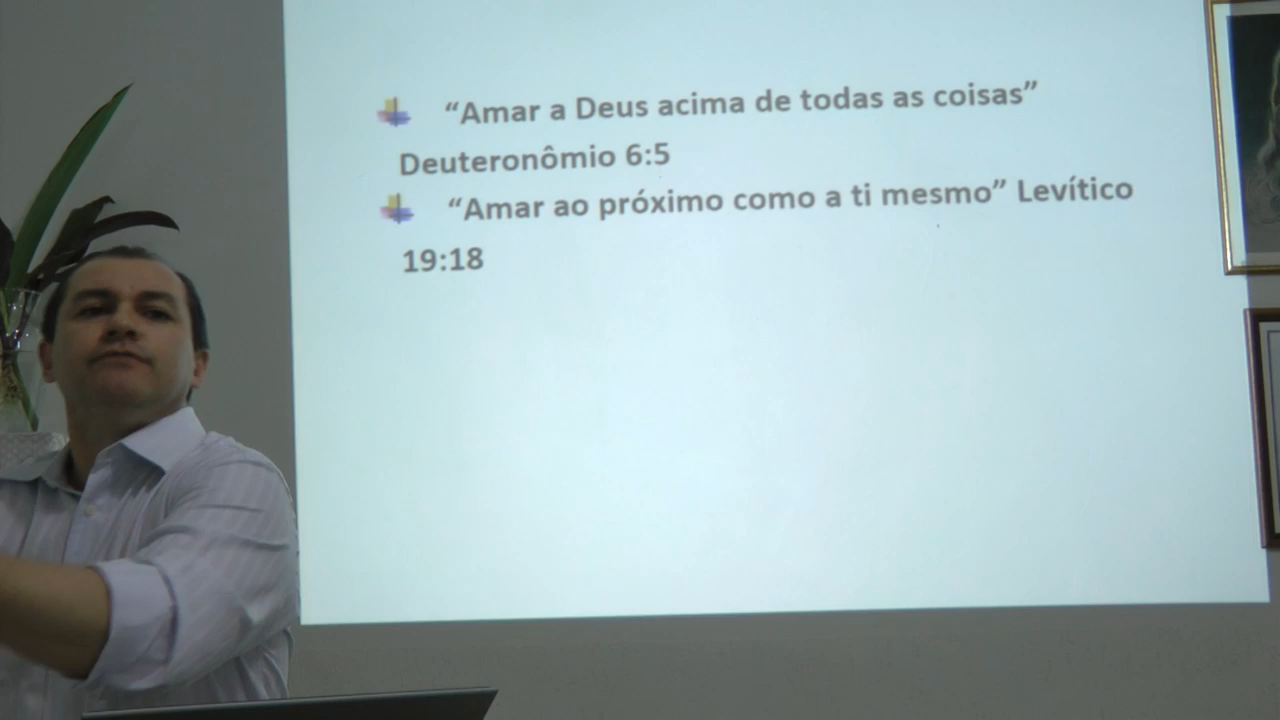 “Amar a Deus acima de todas as coisas”
Deuteronômio 6:5
“Amar ao próximo como a ti mesmo” Levítico
19:18